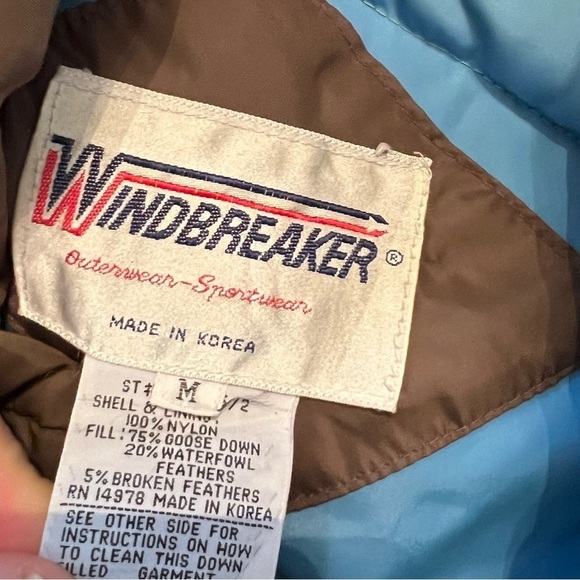 WINDBREAKER®
Outerwear-Sportswear
MADE IN KOREA
M
ST# /2
SHELL & LINING:
100% NYLON
FILL: 75% GOOSE DOWN
20% WATERFOWL
FEATHERS
5% BROKEN FEATHERS
RN 14978 MADE IN KOREA
SEE OTHER SIDE FOR
INSTRUCTIONS ON HOW
TO CLEAN THIS DOWN
FILLED GARMENT